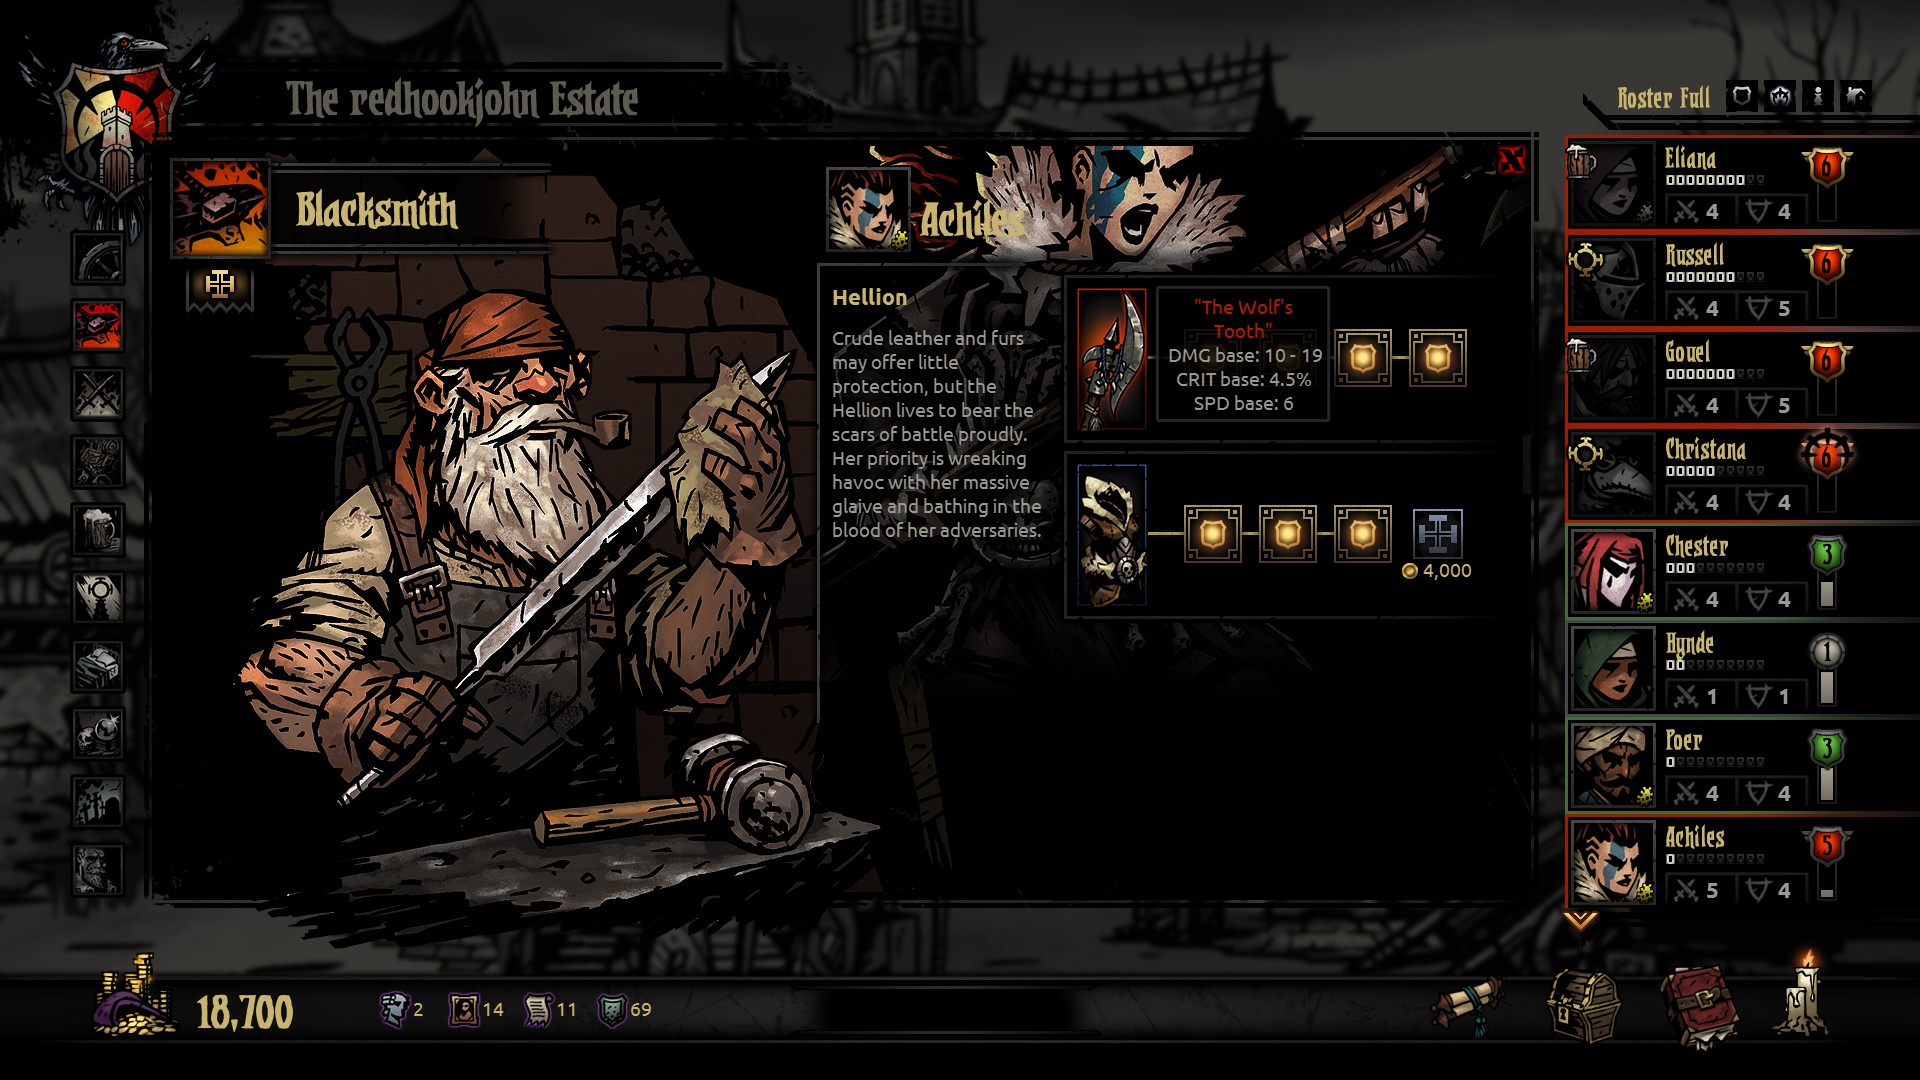 The redhookjohn Estate
Roster Full
Blacksmith
Achiles
Hellion
Crude leather and furs
may offer little
protection, but the
Hellion lives to bear the
scars of battle proudly.
Her priority is wreaking
havoc with her massive
glaive and bathing in the
blood of her adversaries.
"The Wolf's
Tooth"
DMG base: 10 - 19
CRIT base: 4.5%
SPD base: 6
4,000
Eliana
6
4 4
Russell
6
4 5
Gouel
6
4 5
Christana
6
4 4
Chester
3
4 4
Hynde
1
1 1
Poer
3
4 4
Achiles
5
5 4
18,700
2 14 11 69